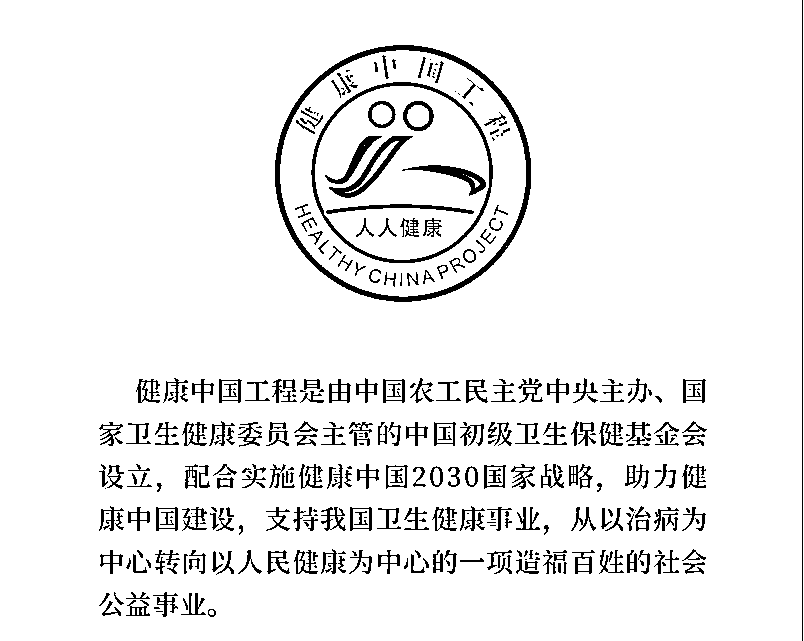 健康中国工程
人人健康
HEALTHY CHINA PROJECT
健康中国工程是由中国农工民主党中央主办、国
家卫生健康委员会主管的中国初级卫生保健基金会
设立，配合实施健康中国2030国家战略，助力健
康中国建设，支持我国卫生健康事业，从以治病为
中心转向以人民健康为中心的一项造福百姓的社会
公益事业。